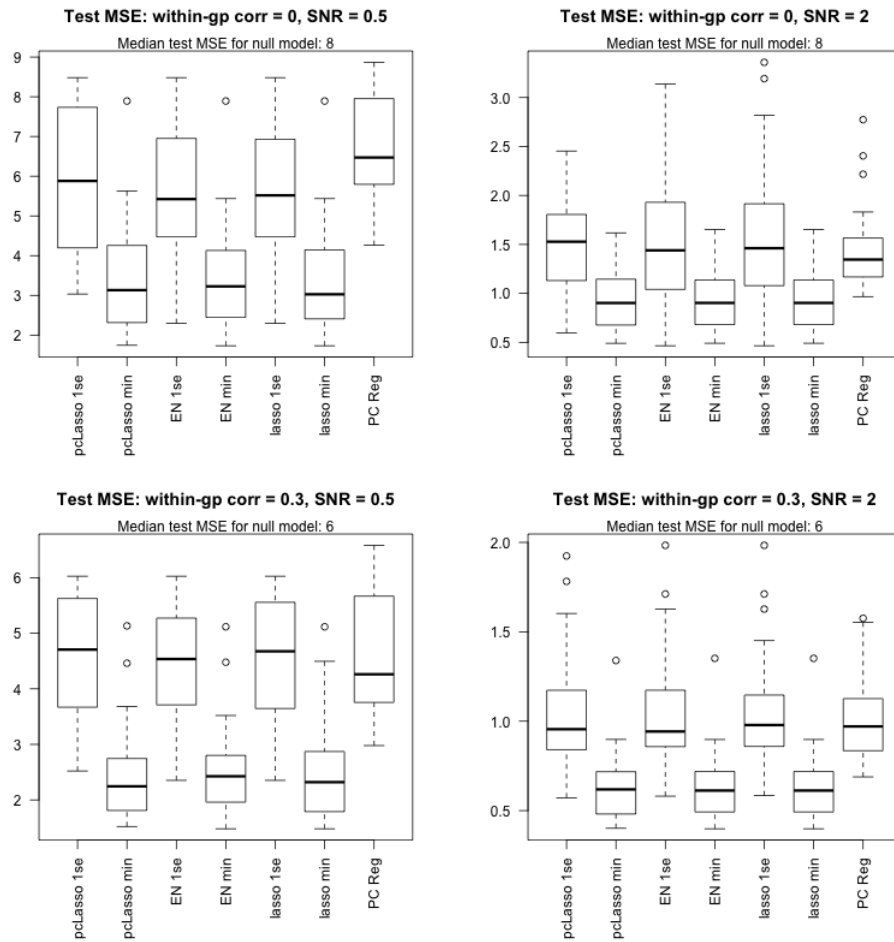 Test MSE: within-gp corr = 0, SNR = 0.5
Median test MSE for null model: 8
9
8
7
6
5
4
3
2
pcLasso 1se
pcLasso min
EN 1se
EN min
lasso 1se
lasso min
PC Reg
Test MSE: within-gp corr = 0, SNR = 2
Median test MSE for null model: 8
3.0
2.5
2.0
1.5
1.0
0.5
pcLasso 1se
pcLasso min
EN 1se
EN min
lasso 1se
lasso min
PC Reg
Test MSE: within-gp corr = 0.3, SNR = 0.5
Median test MSE for null model: 6
6
5
4
3
2
pcLasso 1se
pcLasso min
EN 1se
EN min
lasso 1se
lasso min
PC Reg
Test MSE: within-gp corr = 0.3, SNR = 2
Median test MSE for null model: 6
2.0
1.5
1.0
0.5
pcLasso 1se
pcLasso min
EN 1se
EN min
lasso 1se
lasso min
PC Reg